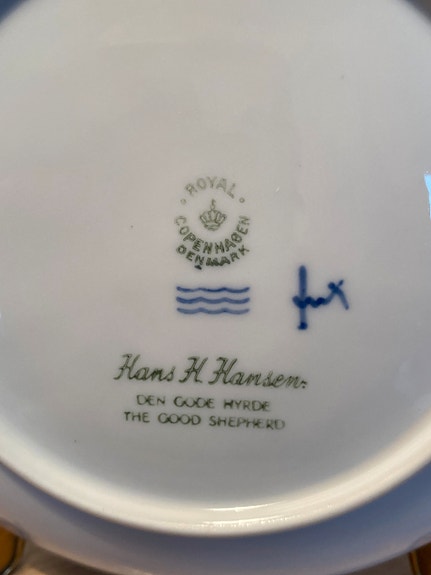 ROYAL
COPENHAGEN
DENMARK
Hans H. Hansen.
DEN GODE HYRDE
THE GOOD SHEPHERD